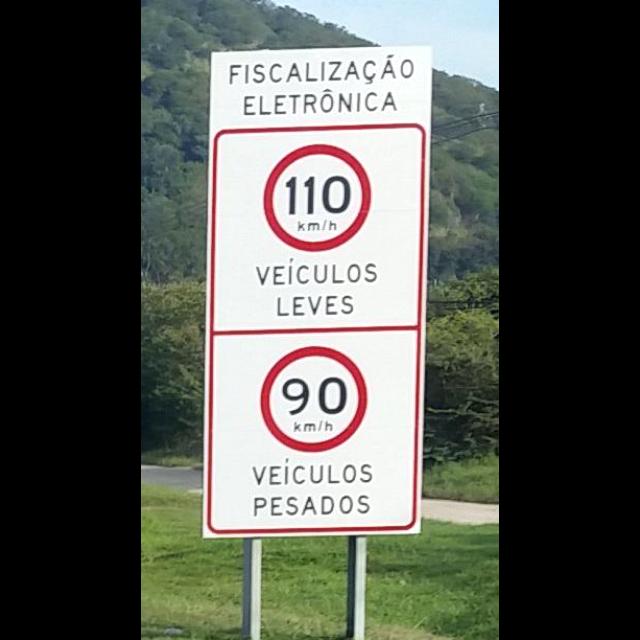 FISCALIZAÇÃO
ELETRÔNICA
110
km/h
VEÍCULOS
LEVES
90
km/h
VEÍCULOS
PESADOS